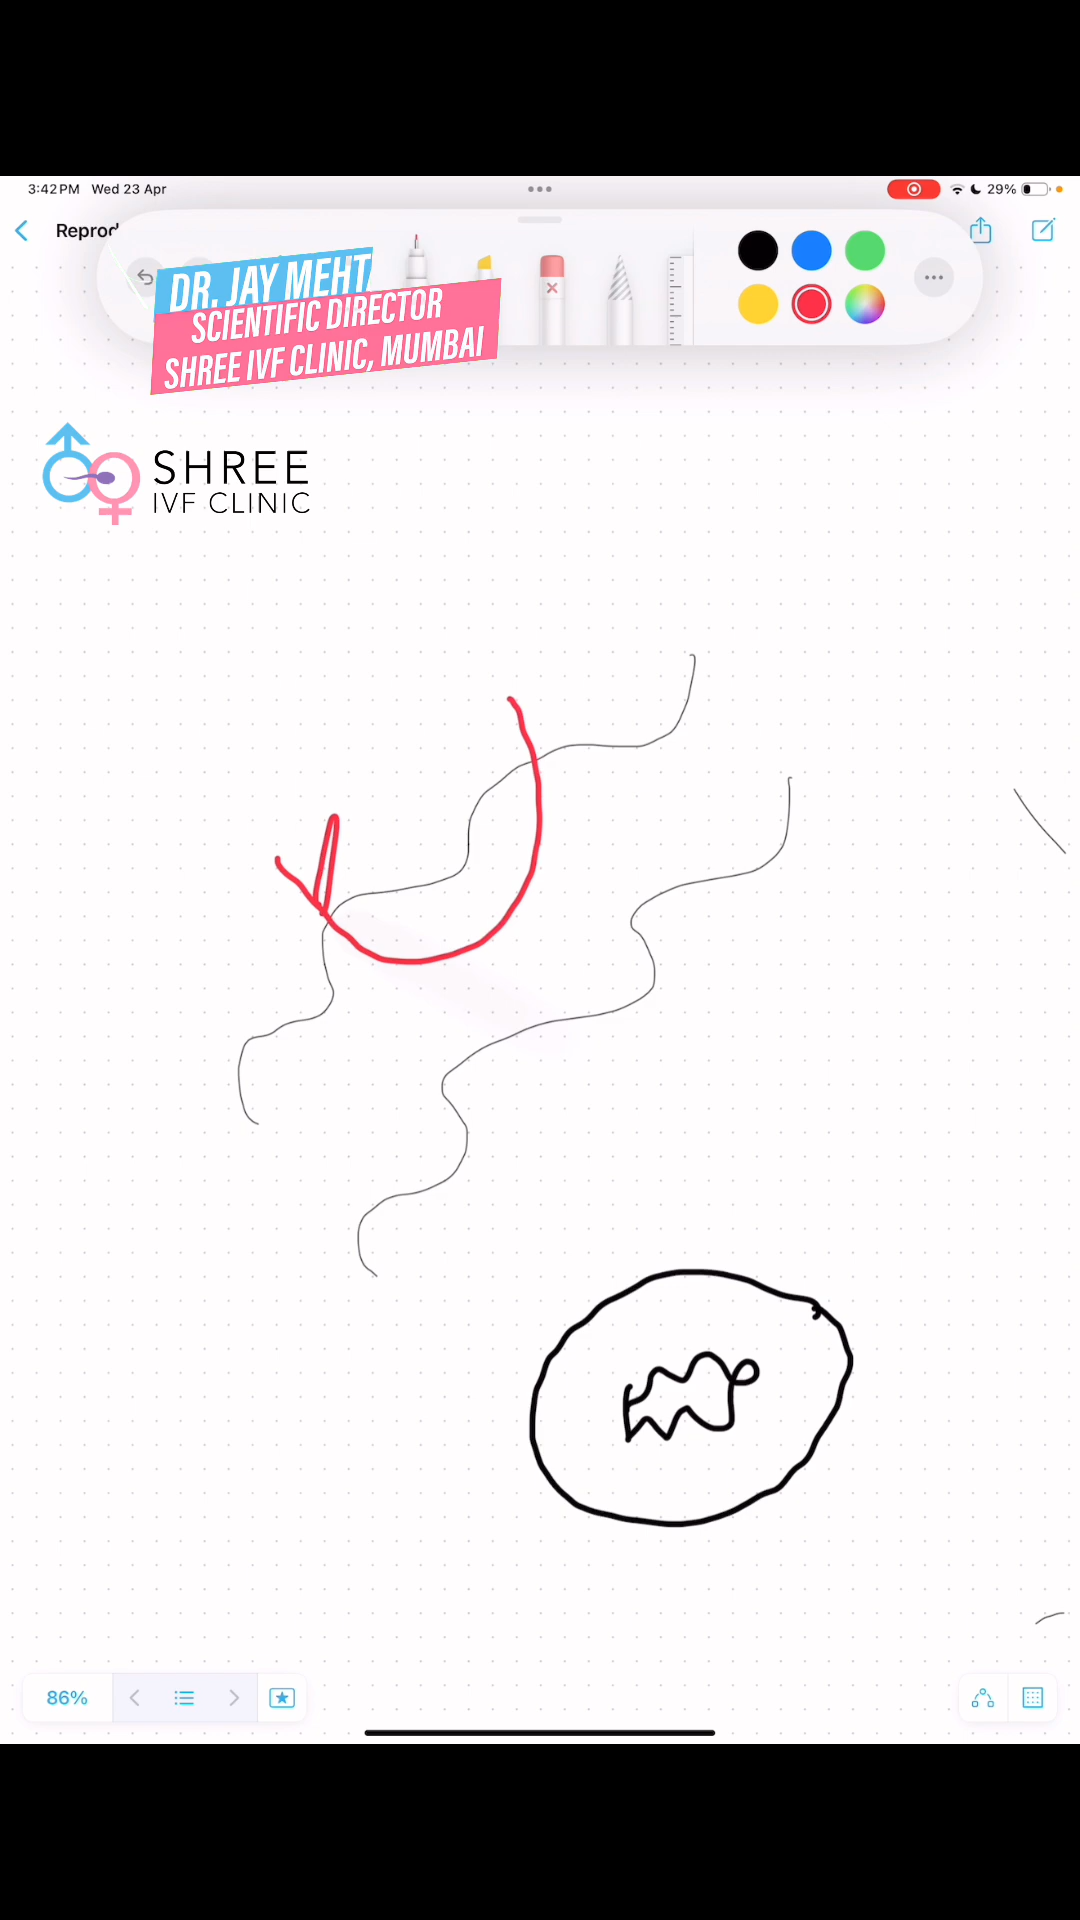 3:42 PM Wed 23 Apr
29%
Reprod
DR. JAY MEHT
SCIENTIFIC DIRECTOR
SHREE IVF CLINIC, MUMBAI
SHREE
IVF CLINIC
86%